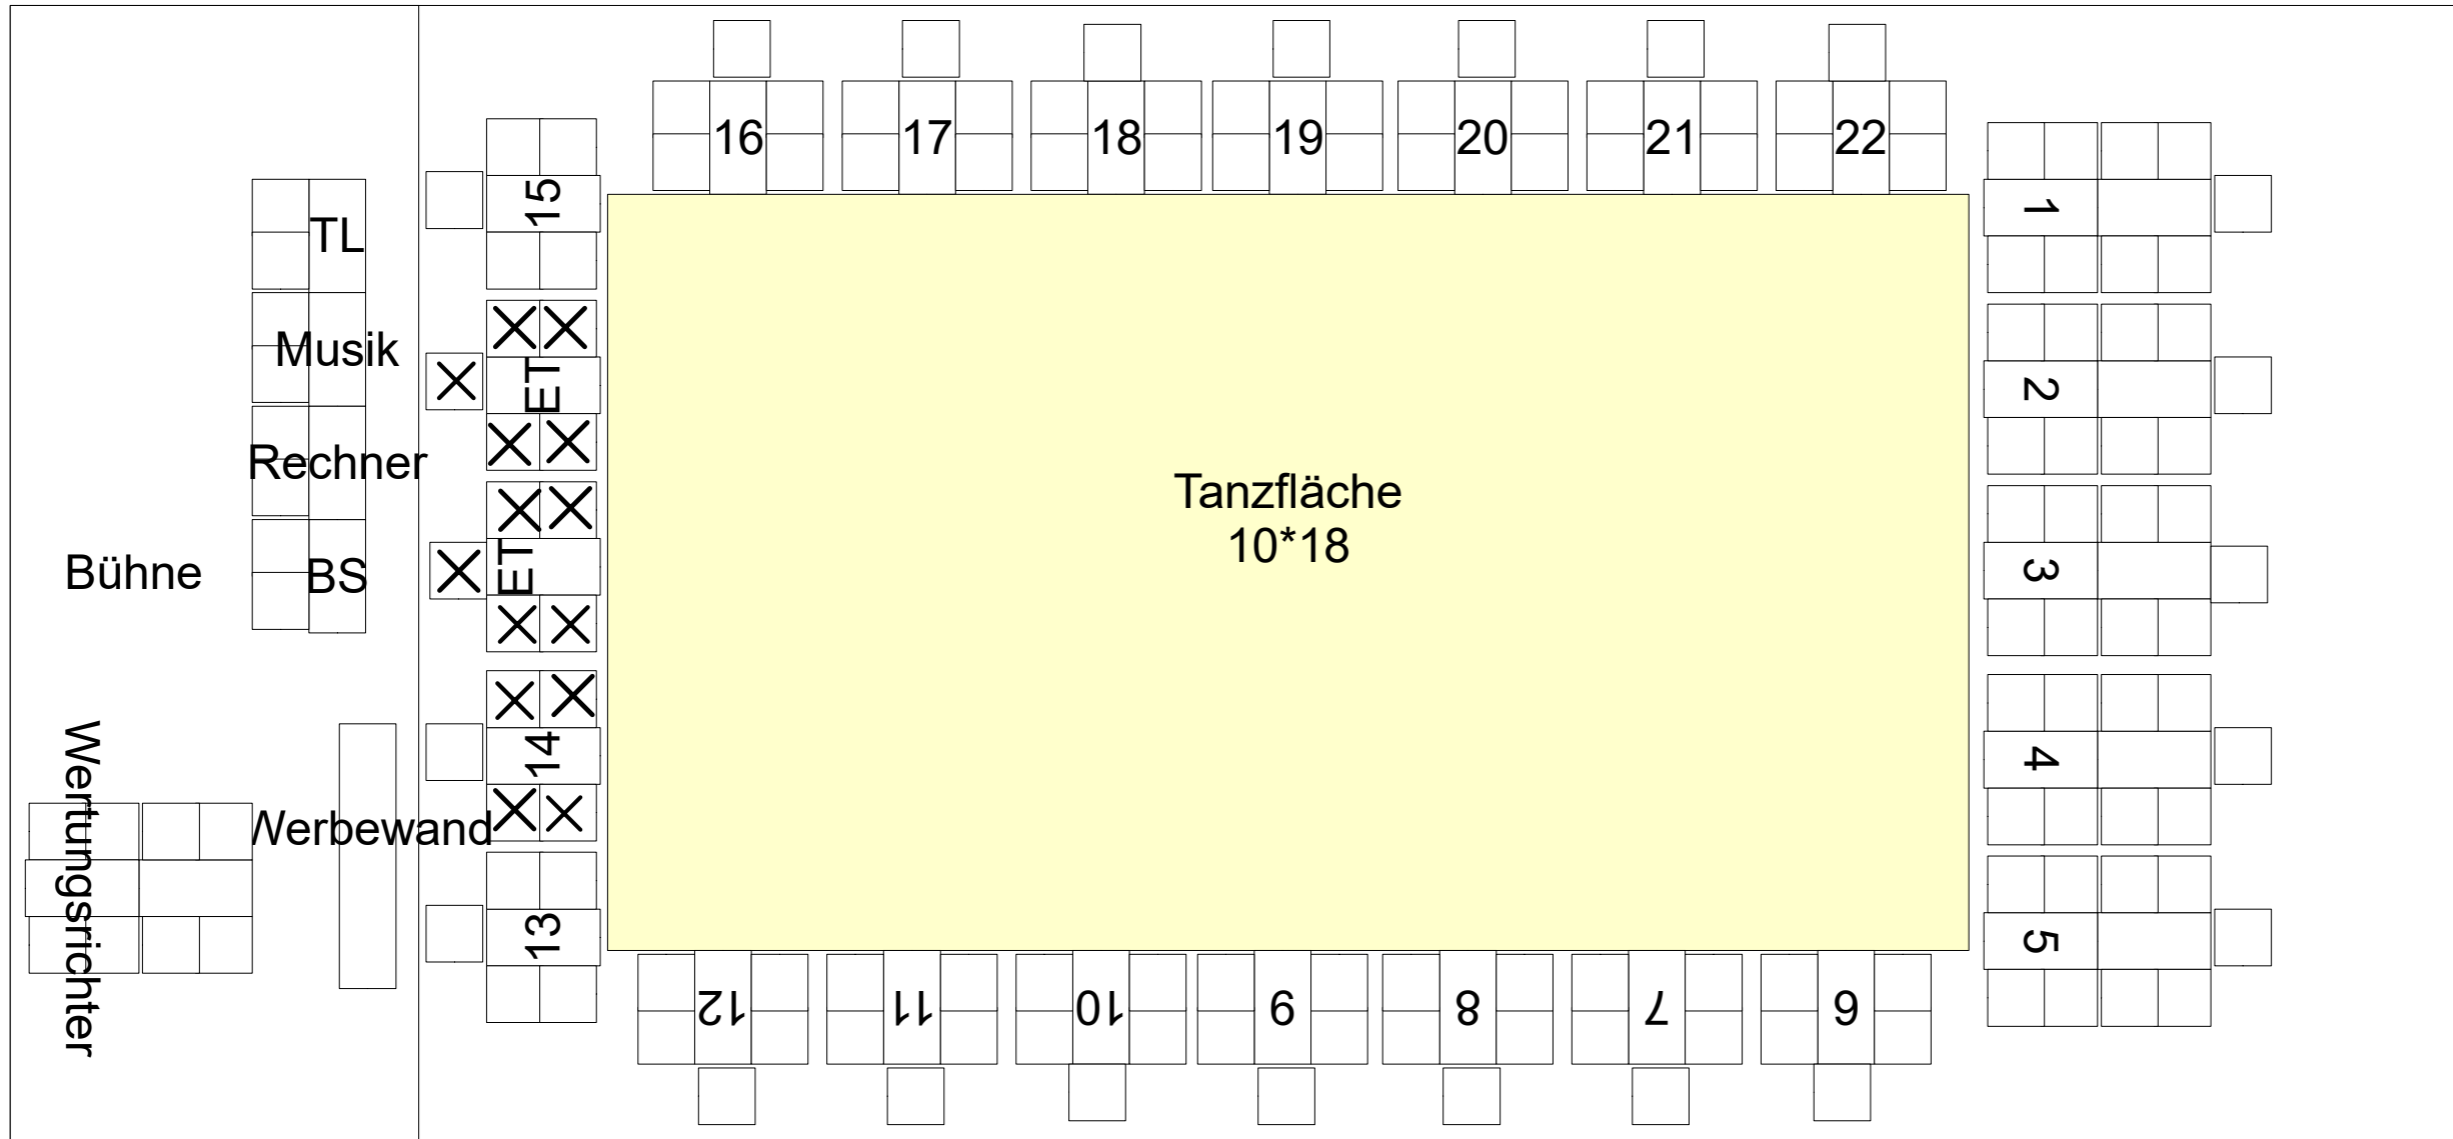 16
17
18
19
20
21
22
15
TL
Musik
ET
Rechner
ET
BS
Bühne
Tanzfläche
10*18
1
2
3
4
5
14
Werbewand
Wertungsrichter
13
12
11
10
9
8
7
6